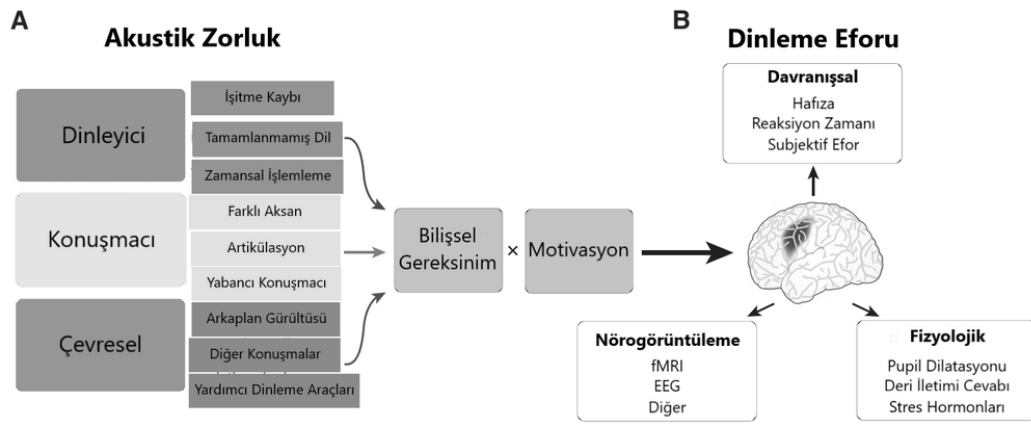 A
Akustik Zorluk
Dinleyici
İşitme Kaybı
Tamamlanmamış Dil
Zamansal İşlemleme
Konuşmacı
Farklı Aksan
Artikülasyon
Yabancı Konuşmacı
Çevresel
Arkaplan Gürültüsü
Diğer Konuşmalar
Yardımcı Dinleme Araçları
Bilişsel
Gereksinim
×
Motivasyon
B
Dinleme Eforu
Davranışsal
Hafıza
Reaksiyon Zamanı
Subjektif Efor
Nörogörüntüleme
fMRI
EEG
Diğer
Fizyolojik
Pupil Dilatasyonu
Deri İletimi Cevabı
Stres Hormonları